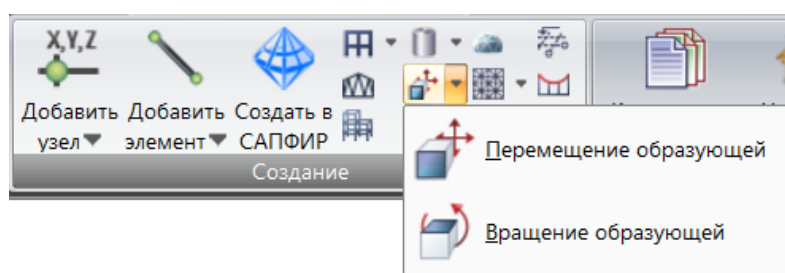 X,Y,Z
Добавить узел
Добавить элемент
Создать в САПФИР
Создание
Перемещение образующей
Вращение образующей